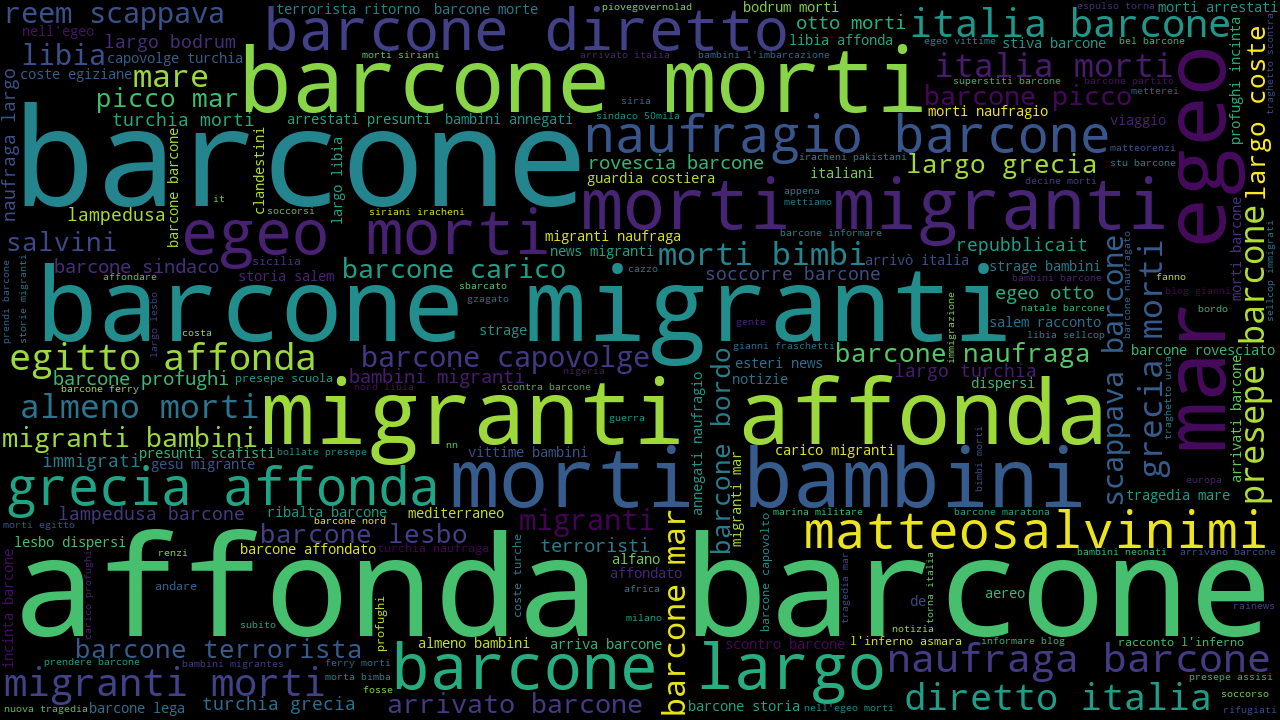 reem scappava
terrorista ritorno
barcone morte
piovegovernolad
bodrum morti
espulso torna
morti arrestati
nell'egeo
largo bodrum
barcone diretto
otto morti
italia barcone
libia
capovolge turchia
morti siriani
arrivato italia
bambini l'imbarcazione
libia affonda
egeo vittime
stiva barcone
bel barcone
coste egiziane
mare
barcone morti
italia morti
superstiti barcone
barcone partito
metterei
picco mar
siria
barcone picco
turchia morti
arrestati presunti
bambini annegati
sindaco 50mila
morti naufragio
viaggio
naufraga largo
barcone
naufragio barcone
matteorenzi
rovescia barcone
iracheni pakistani
largo grecia
stu barcone
guardia costiera
italiani
clandestini
largo libia
barcone barcone
it
appena
mettiamo
decine morti
lampedusa
soccorsi
siriani iracheni
morti migranti
mar egeo
profughi incinta
largo coste
traghetto scontra
salvini
egeo morti
migranti naufraga
barcone informare
news migranti
morti bimbi
repubblicait
barcone sindaco
sicilia
storia salem
barcone carico
cazzo
arrivò italia
soccorre barcone
strage bambini
bambini barcone
affondare
sbarcato
gzagato
egeo otto
fanno
blog gianni
prendi barcone
storie migranti
barcone migranti
natale barcone
bordo
costa
strage
gente
salem racconto
libia sellcop
largo lesbo
immigrazione
barcone naufragato
morti barcone
sellcop immigrati
egitto affonda
barcone capovolge
gianni fraschetti
barcone naufraga
barcone rovesciato
esteri news
barcone profughi
presepe scuola
bambini migranti
nigeria
notizie
largo turchia
barcone ferry
nord libia
scontra barcone
dispersi
almeno morti
migranti affonda
guerra
scappava barcone
grecia morti
traghetto urta
arrivati barcone
presepe barcone
migranti bambini
nn
presunti scafisti
bollate presepe
vittime bambini
carico migranti
immigrati
gesu migrante
annegati naufragio
barcone bordo
migranti mar
bimbi morti
europa
grecia affonda
morti bambini
tragedia mare
lampedusa barcone
ribalta barcone
mediterraneo
migranti
marina militare
barcone maratona
matteosalvinimi
morti egitto
barcone nord
barcone lesbo
lesbo dispersi
renzi
barcone affondato
turchia naufraga
terroristi
alfano
bambini neonati
arrivano barcone
affonda barcone
incinta barcone
carico profughi
andare
subito
profughi
coste turche
affondato
africa
milano
barcone mar
barcone capovolto
tragedia mar
de
torna italia
aereo
rainews
notizia
barcone terrorista
almeno bambini
arriva barcone
scontro barcone
l'inferno asmara
informare blog
racconto l'inferno
prendere barcone
bambini migrantes
ferry morti
morta bimba
barcone largo
naufraga barcone
presepe assisi
migranti morti
fosse
diretto italia
soccorso
nuova tragedia
barcone lega
turchia grecia
arrivato barcone
barcone storia
nell'egeo morti
rifugiati